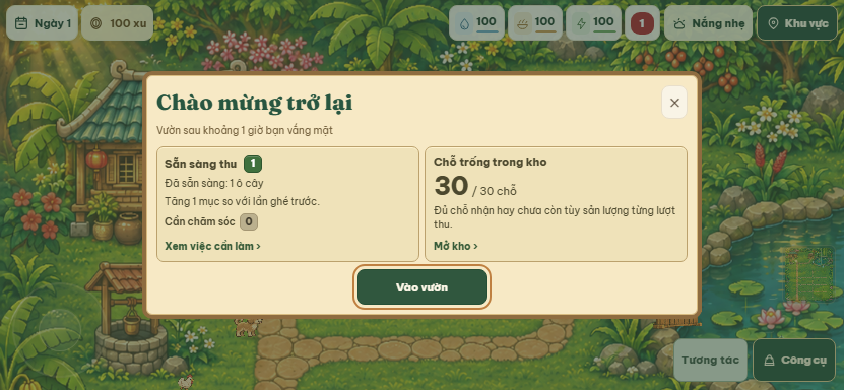 Ngày 1
100 xu
100
100
100
1
Nắng nhẹ
Khu vực
Chào mừng trở lại
Vườn sau khoảng 1 giờ bạn vắng mặt
Sẵn sàng thu 1
Đã sẵn sàng: 1 ô cây
Tăng 1 mục so với lần ghé trước.
Cần chăm sóc 0
Xem việc cần làm ›
Chỗ trống trong kho
30 / 30 chỗ
Đủ chỗ nhận hay chưa còn tùy sản lượng từng lượt
thu.
Mở kho ›
Vào vườn
Tương tác
Công cụ